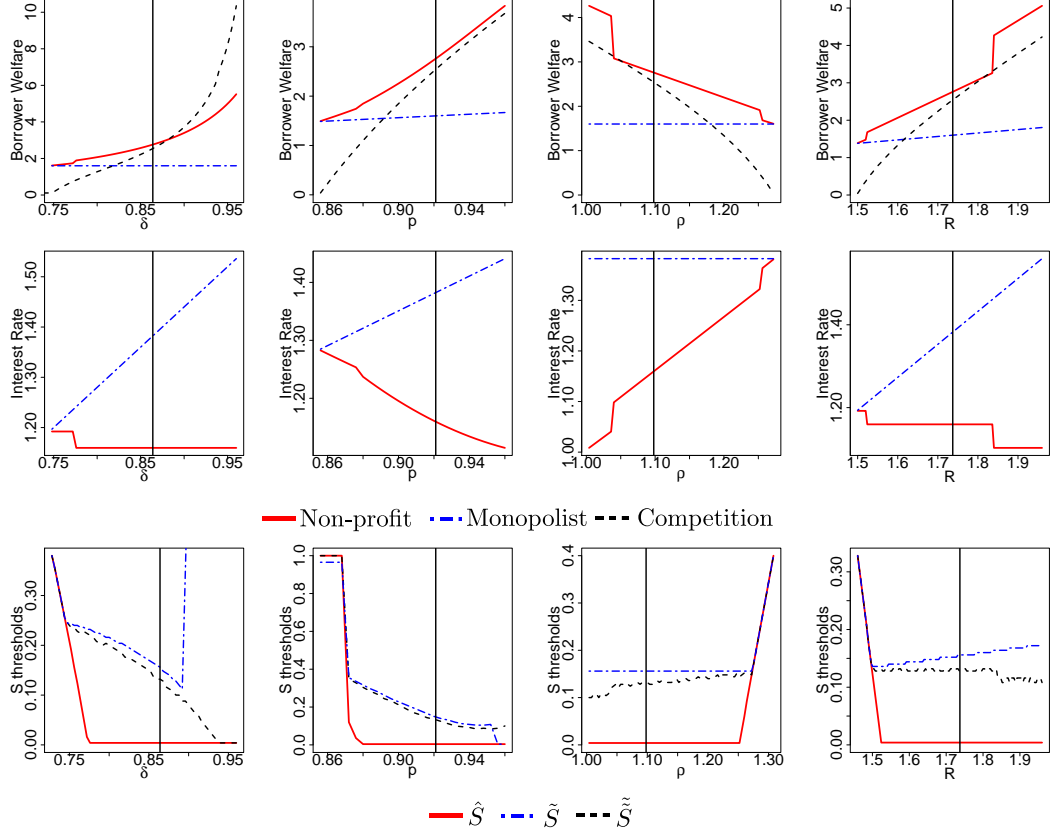 Borrower Welfare
0 2 4 6 8 10
0.75 0.85 0.95
δ
Borrower Welfare
0 1 2 3
0.86 0.90 0.94
p
Borrower Welfare
0 1 2 3 4
1.00 1.10 1.20
ρ
Borrower Welfare
0 1 2 3 4 5
1.5 1.6 1.7 1.8 1.9
R
Interest Rate
1.20 1.30 1.40 1.50
0.75 0.85 0.95
δ
Interest Rate
1.20 1.30 1.40
0.86 0.90 0.94
p
Interest Rate
1.00 1.10 1.20 1.30
1.00 1.10 1.20
ρ
Interest Rate
1.20 1.40
1.5 1.6 1.7 1.8 1.9
R
Non-profit Monopolist Competition
S thresholds
0.00 0.10 0.20 0.30
0.75 0.85 0.95
δ
S thresholds
0.0 0.2 0.4 0.6 0.8 1.0
0.86 0.90 0.94
p
S thresholds
0.0 0.1 0.2 0.3 0.4
1.00 1.10 1.20 1.30
ρ
S thresholds
0.00 0.10 0.20 0.30
1.5 1.6 1.7 1.8 1.9
R
Ŝ S̃ S̃̃